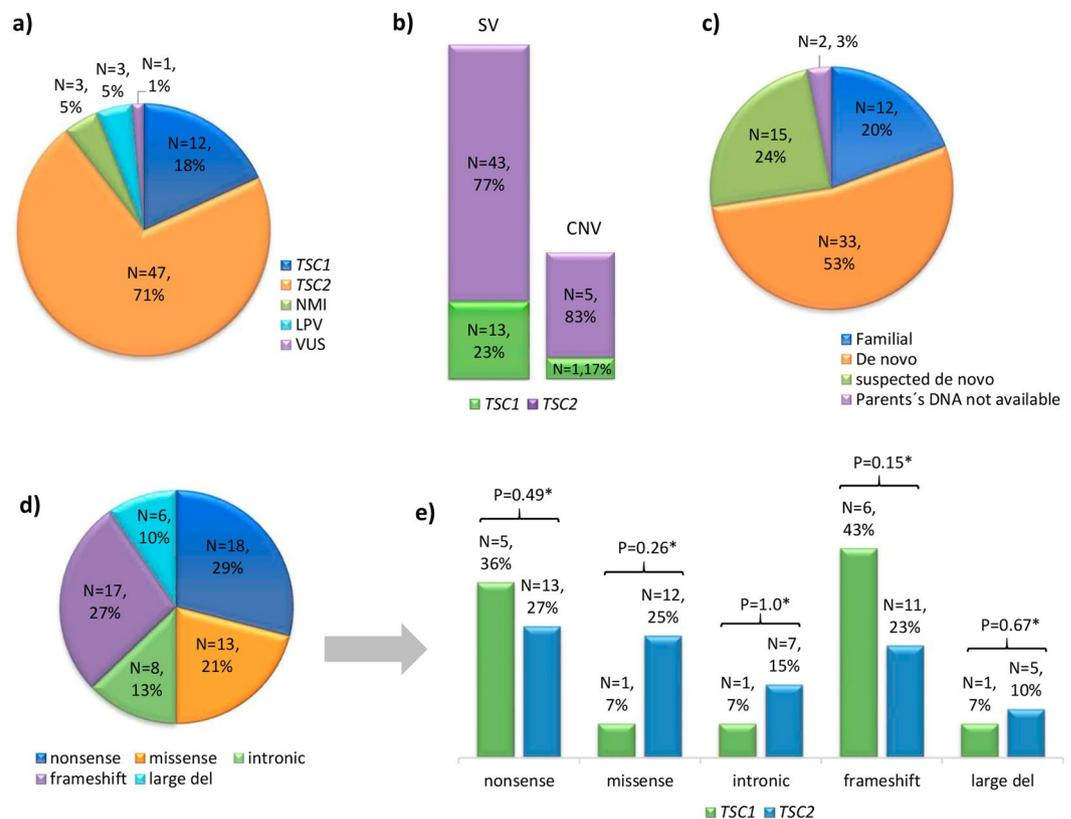 a)
N=3,
5%
N=3,
5%
N=1,
1%
N=12,
18%
N=47,
71%
TSC1
TSC2
NMI
LPV
VUS
b)
SV
N=43,
77%
N=13,
23%
CNV
N=5,
83%
N=1,17%
TSC1 TSC2
c)
N=2, 3%
N=12,
20%
N=15,
24%
N=33,
53%
Familial
De novo
suspected de novo
Parents´s DNA not available
d)
N=6,
10%
N=18,
29%
N=17,
27%
N=13,
21%
N=8,
13%
nonsense missense intronic
frameshift large del
e)
P=0.49*
N=5,
36%
N=13,
27%
P=0.26*
N=1,
7%
N=12,
25%
P=1.0*
N=1,
7%
N=7,
15%
P=0.15*
N=6,
43%
N=11,
23%
P=0.67*
N=1,
7%
N=5,
10%
nonsense missense intronic frameshift large del
TSC1 TSC2